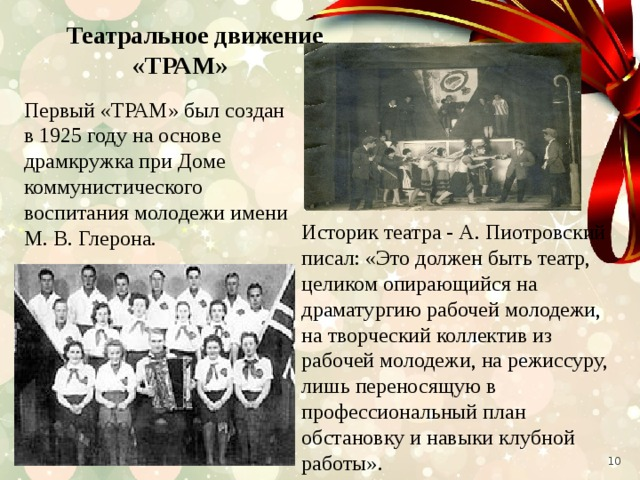 Театральное движение
«ТРАМ»
Первый «ТРАМ» был создан
в 1925 году на основе
драмкружка при Доме
коммунистического
воспитания молодежи имени
М. В. Глерона.
Историк театра - А. Пиотровский
писал: «Это должен быть театр,
целиком опирающийся на
драматургию рабочей молодежи,
на творческий коллектив из
рабочей молодежи, на режиссуру,
лишь переносящую в
профессиональный план
обстановку и навыки клубной
работы».
10